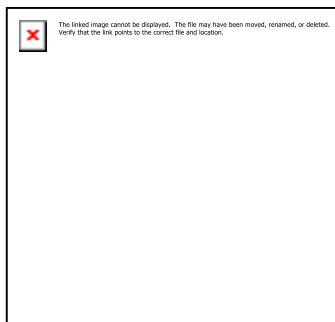 The linked image cannot be displayed.  The file may have been moved, renamed, or deleted.
Verify that the link points to the correct file and location.